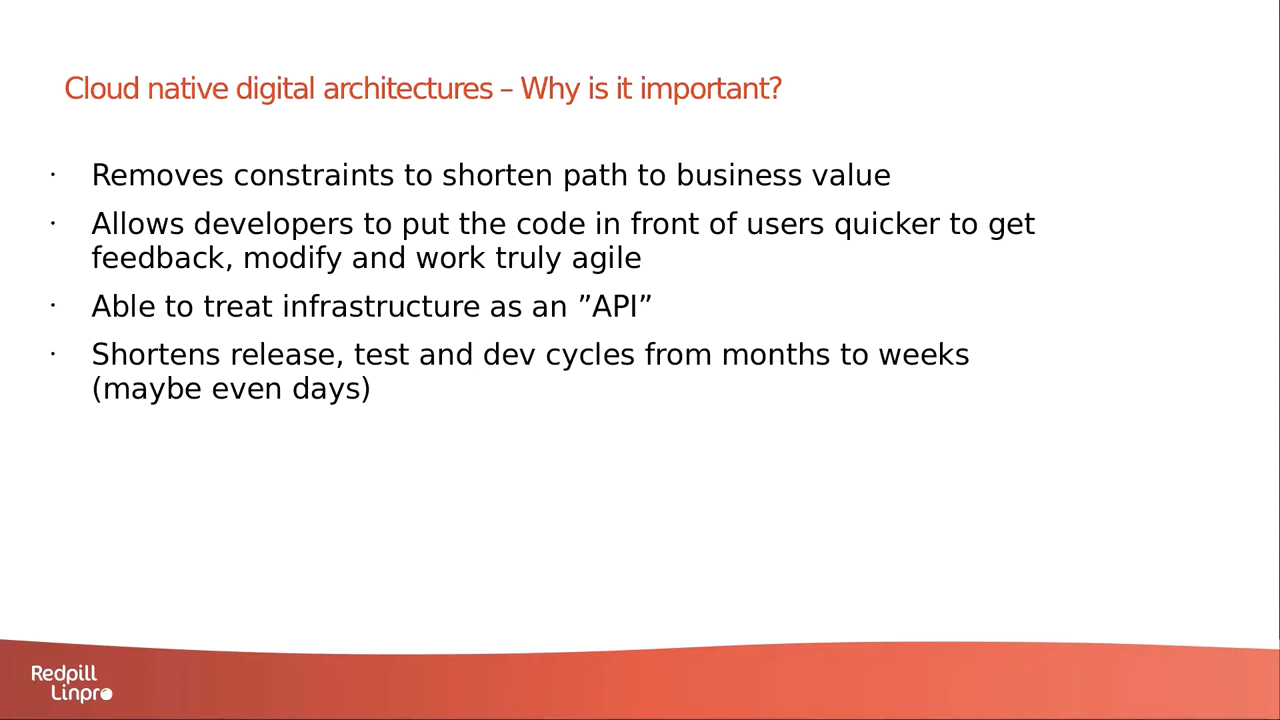 Cloud native digital architectures – Why is it important?
· Removes constraints to shorten path to business value
· Allows developers to put the code in front of users quicker to get
feedback, modify and work truly agile
· Able to treat infrastructure as an ”API”
· Shortens release, test and dev cycles from months to weeks
(maybe even days)
Redpill
Linpro